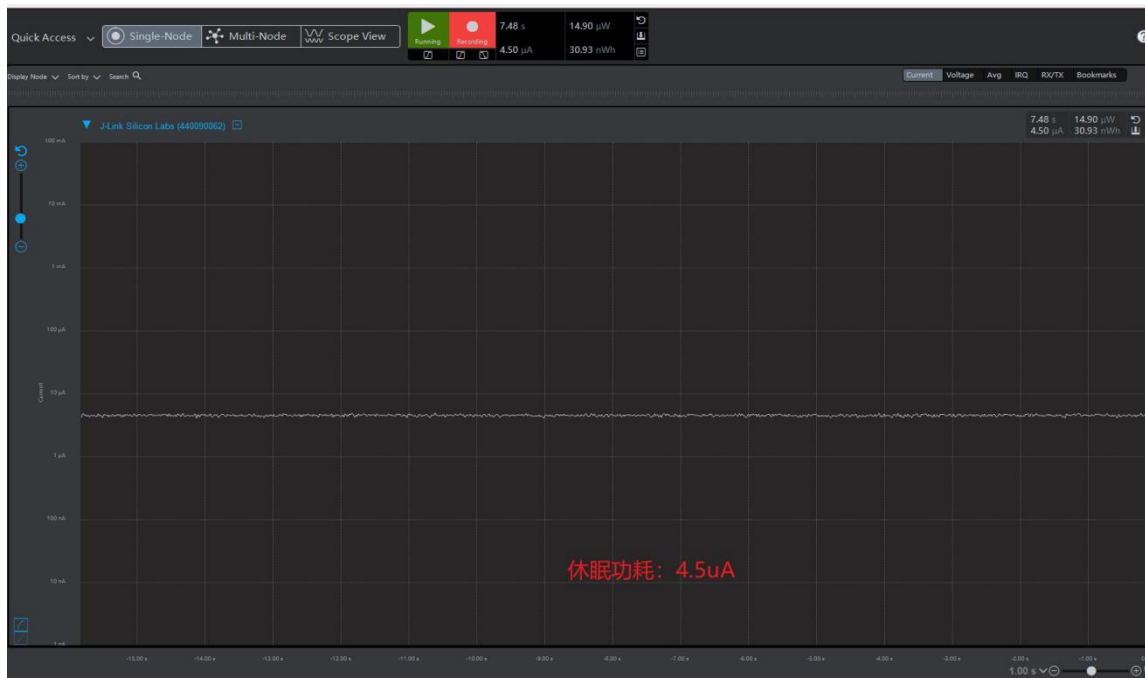 Quick Access
Single-Node
Multi-Node
Scope View
Running
Recording
7.48 s
14.90 µW
4.50 µA
30.93 nWh
Display Node
Sort by
Search
Current
Voltage
Avg
IRQ
RX/TX
Bookmarks
J-Link Silicon Labs (440090062)
7.48 s
14.90 µW
4.50 µA
30.93 nWh
100 mA
10 mA
1 mA
100 µA
10 µA
1 µA
100 nA
10 nA
1 nA
Current
休眠功耗：4.5uA
-15.00 s
-14.00 s
-13.00 s
-12.00 s
-11.00 s
-10.00 s
-9.00 s
-8.00 s
-7.00 s
-6.00 s
-5.00 s
-4.00 s
-3.00 s
-2.00 s
-1.00 s
1.00 s